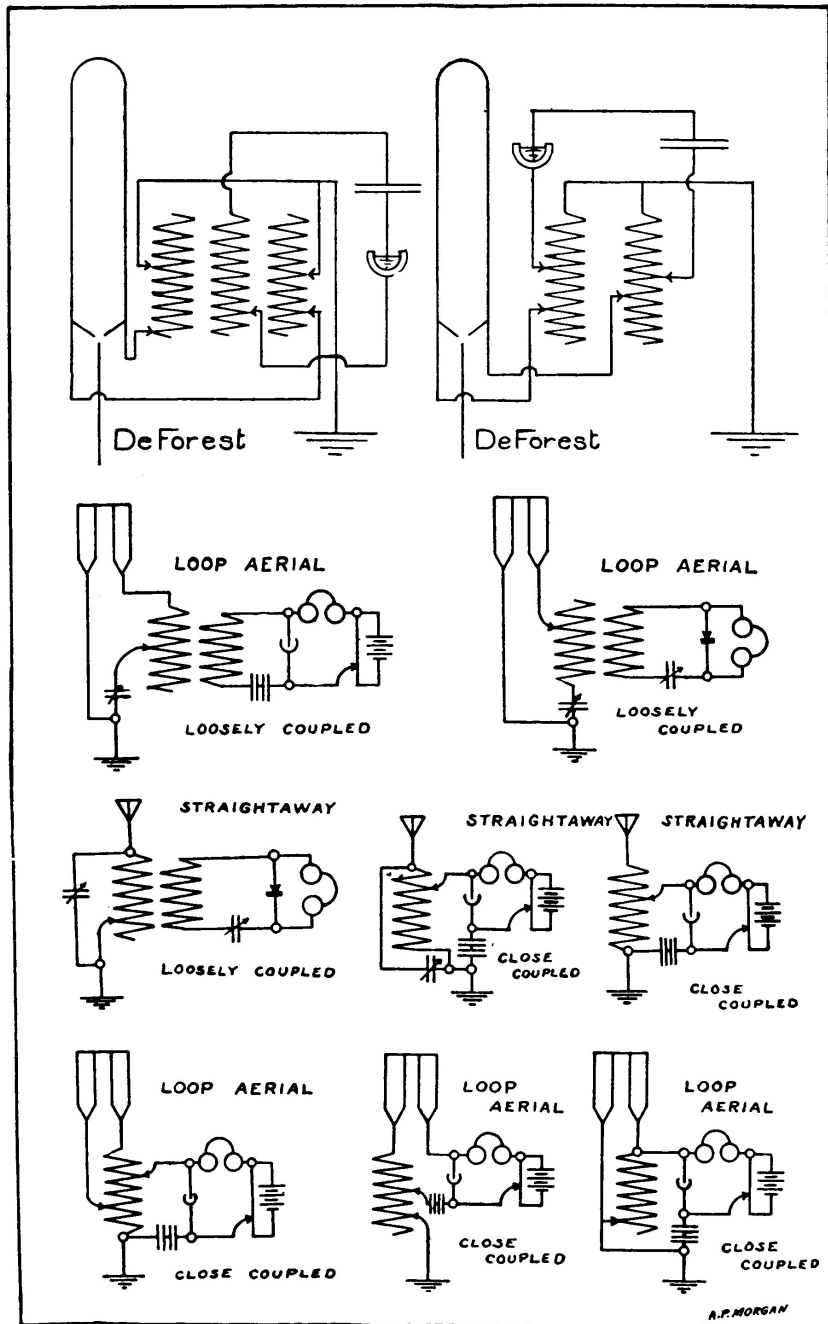 DeForest
DeForest
LOOP AERIAL
LOOSELY COUPLED
LOOP AERIAL
LOOSELY
COUPLED
STRAIGHTAWAY
LOOSELY COUPLED
STRAIGHTAWAY
CLOSE
COUPLED
STRAIGHTAWAY
CLOSE
COUPLED
LOOP AERIAL
CLOSE COUPLED
LOOP
AERIAL
CLOSE
COUPLED
LOOP
AERIAL
CLOSE
COUPLED
A.P.MORGAN